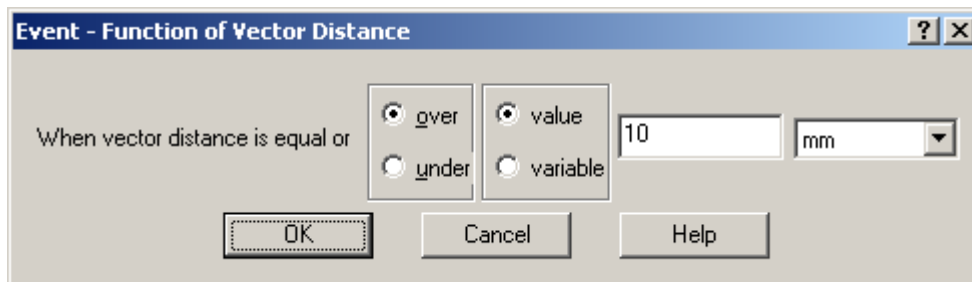 Event - Function of Vector Distance
When vector distance is equal or
over
under
value
variable
10
mm
OK
Cancel
Help